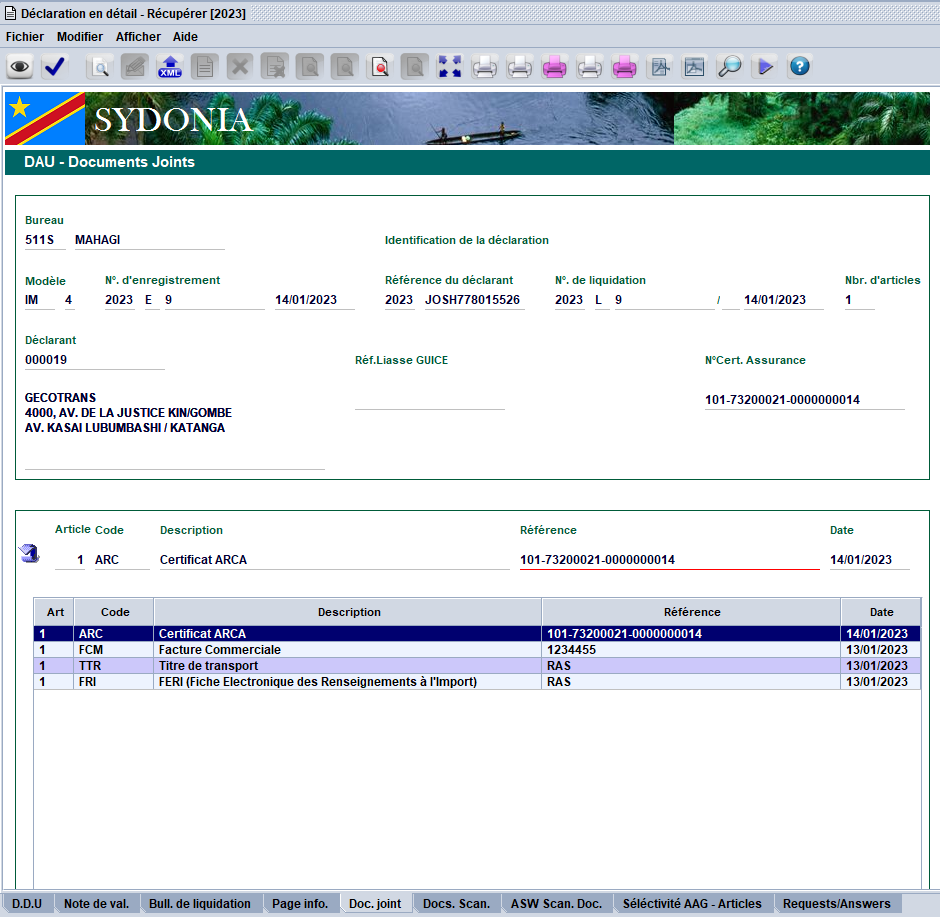 Déclaration en détail - Récupérer [2023]
Fichier Modifier Afficher Aide
XML ?
SYDONIA
DAU - Documents Joints
Bureau
511S MAHAGI Identification de la déclaration
Modèle N°. d'enregistrement Référence du déclarant N°. de liquidation Nbr. d'articles
IM 4 2023 E 9 14/01/2023 2023 JOSH778015526 2023 L 9 / 14/01/2023 1
Déclarant
000019 Réf.Liasse GUICE N°Cert. Assurance
GECOTRANS 101-73200021-0000000014
4000, AV. DE LA JUSTICE KIN/GOMBE
AV. KASAI LUBUMBASHI / KATANGA
Article Code Description Référence Date
1 ARC Certificat ARCA 101-73200021-0000000014 14/01/2023
Art Code Description Référence Date
1 ARC Certificat ARCA 101-73200021-0000000014 14/01/2023
1 FCM Facture Commerciale 1234455 13/01/2023
1 TTR Titre de transport RAS 13/01/2023
1 FRI FERI (Fiche Electronique des Renseignements à l'Import) RAS 13/01/2023
D.D.U Note de val. Bull. de liquidation Page info. Doc. joint Docs. Scan. ASW Scan. Doc. Séléctivité AAG - Articles Requests/Answers